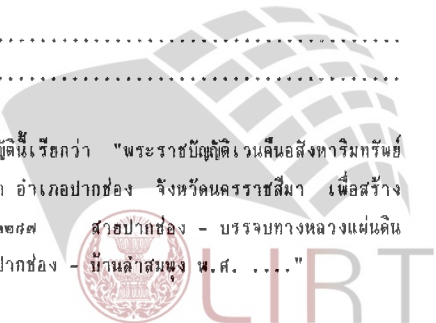 ........................................
........................................
ัญัตินี้เรียกว่า "พระราชบัญญัติเวนคืนอสังหาริมทรัพย์
อำเภอปากช่อง จังหวัดนครราชสีมา เพื่อสร้าง
๒๒๔๗ สายปากช่อง - บรรจบทางหลวงแผ่นดิน
ปากช่อง - บ้านลำสมพุง พ.ศ. ...."
LIRT